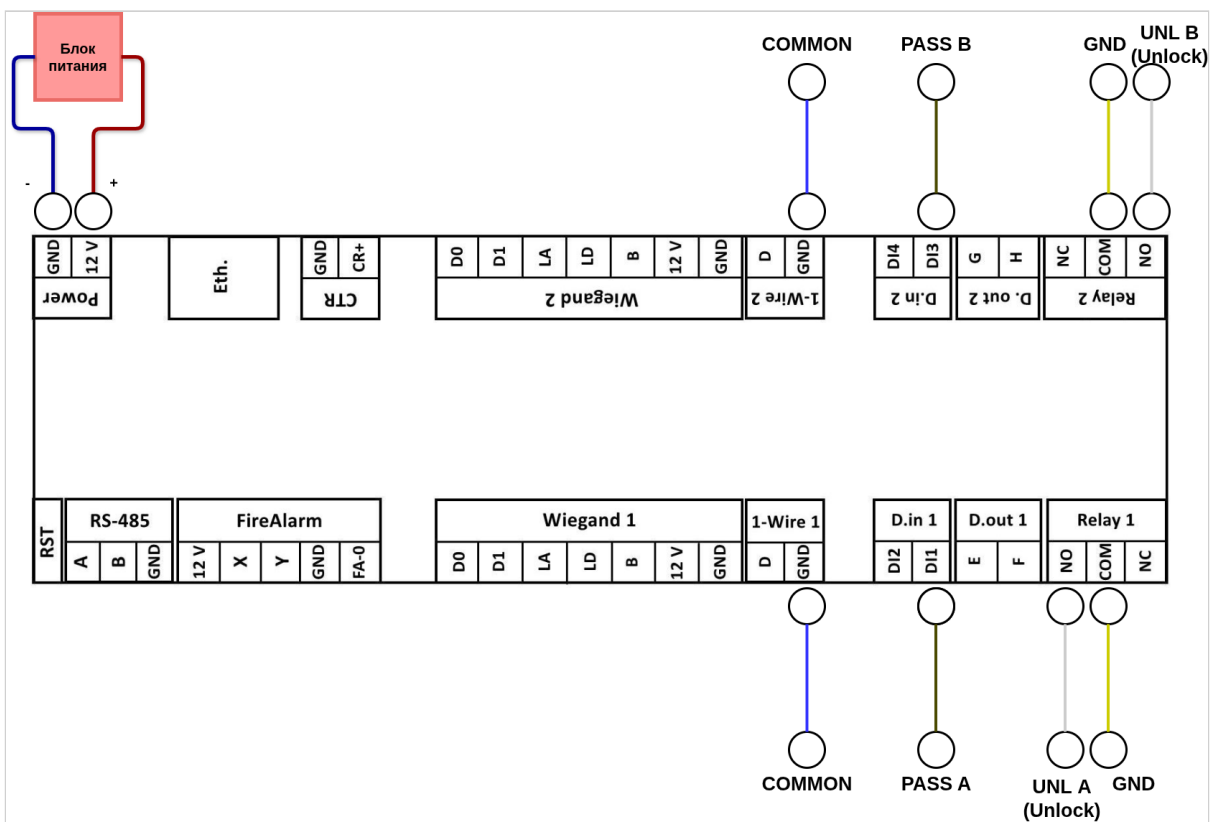 Блок
питания
COMMON
PASS B
GND
UNL B
(Unlock)
-
+
GND
12 V
Power
Eth.
GND
CR+
CTR
D0
D1
LA
LD
B
12 V
GND
Wiegand 2
D
GND
1-Wire 2
DI4
DI3
D.in 2
G
H
D. out 2
NC
COM
NO
Relay 2
RST
RS-485
A
B
GND
FireAlarm
12 V
X
Y
GND
FA-0
Wiegand 1
D0
D1
LA
LD
B
12 V
GND
1-Wire 1
D
GND
D.in 1
DI2
DI1
D.out 1
E
F
Relay 1
NO
COM
NC
COMMON
PASS A
UNL A
(Unlock)
GND